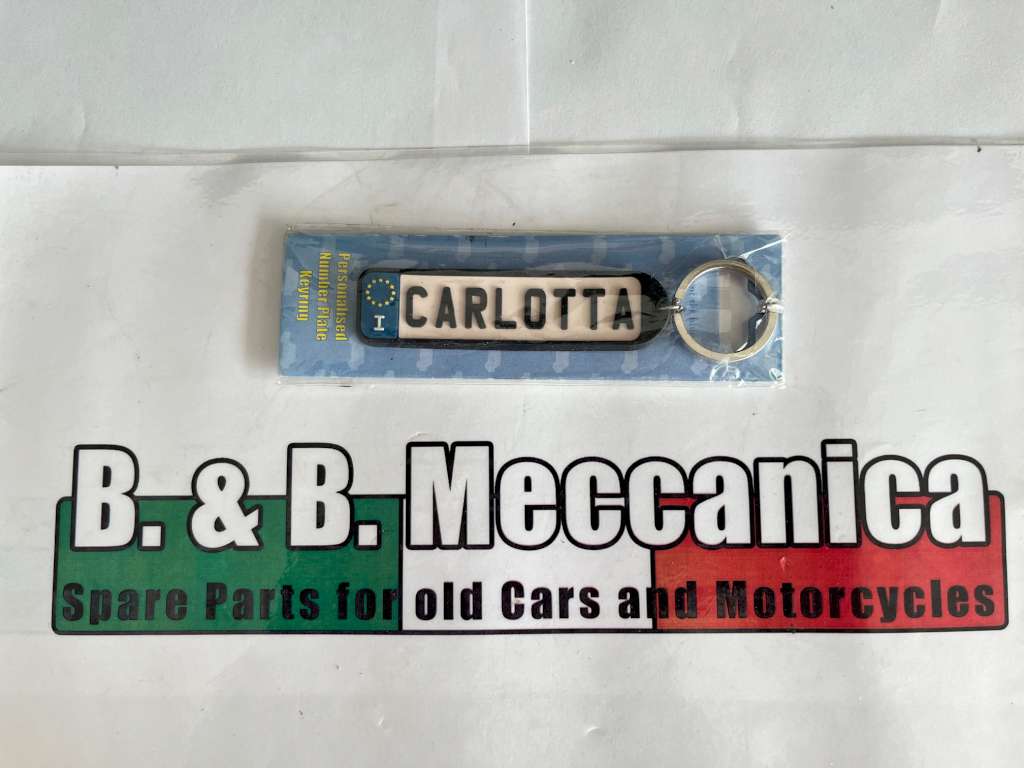 Personalised
Number Plate
Keyring
I
CARLOTTA
B. & B. Meccanica
Spare Parts for old Cars and Motorcycles